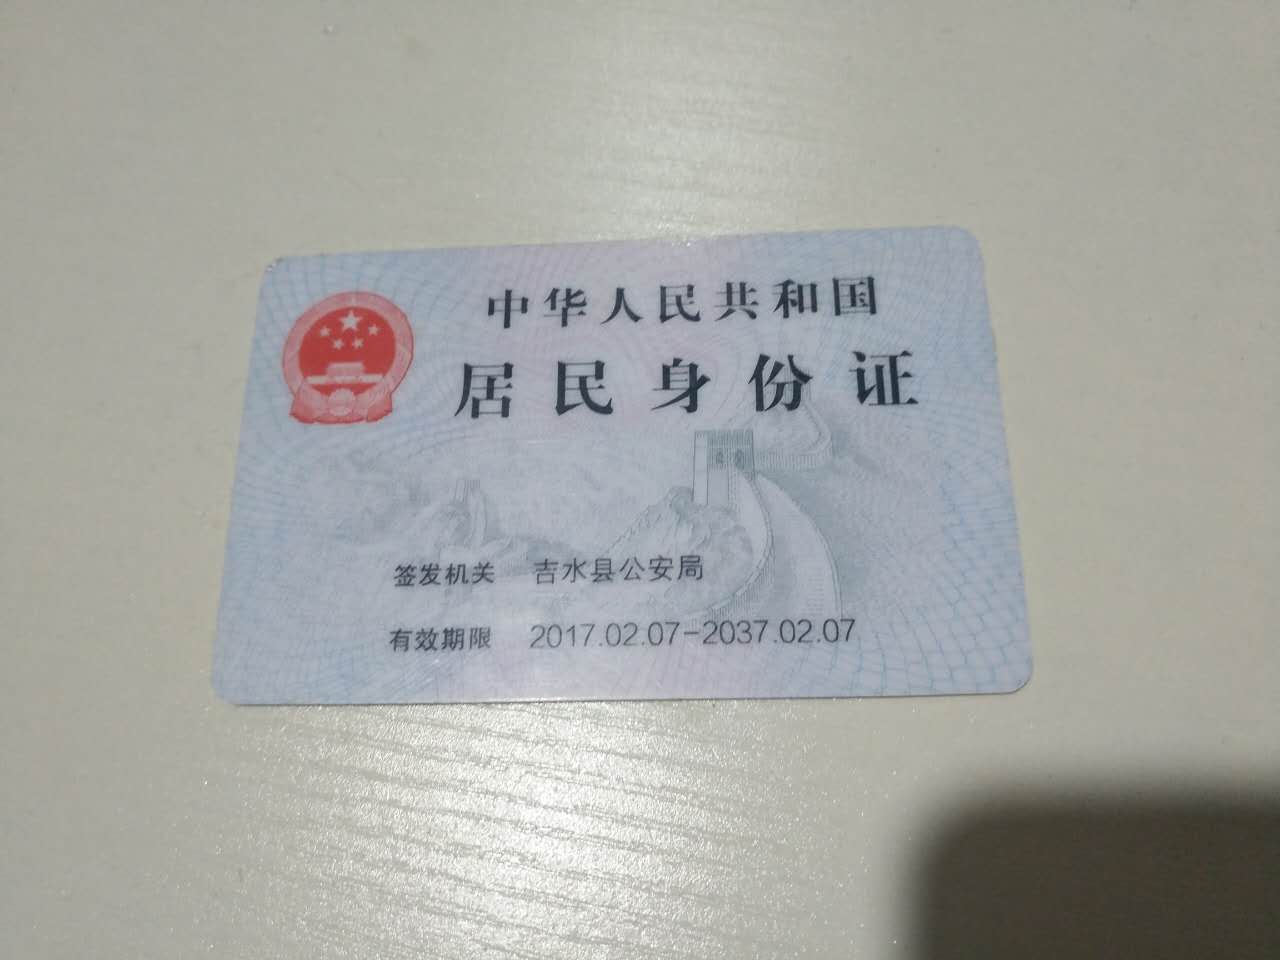 中华人民共和国
居民身份证
签发机关 吉水县公安局
有效期限 2017.02.07-2037.02.07